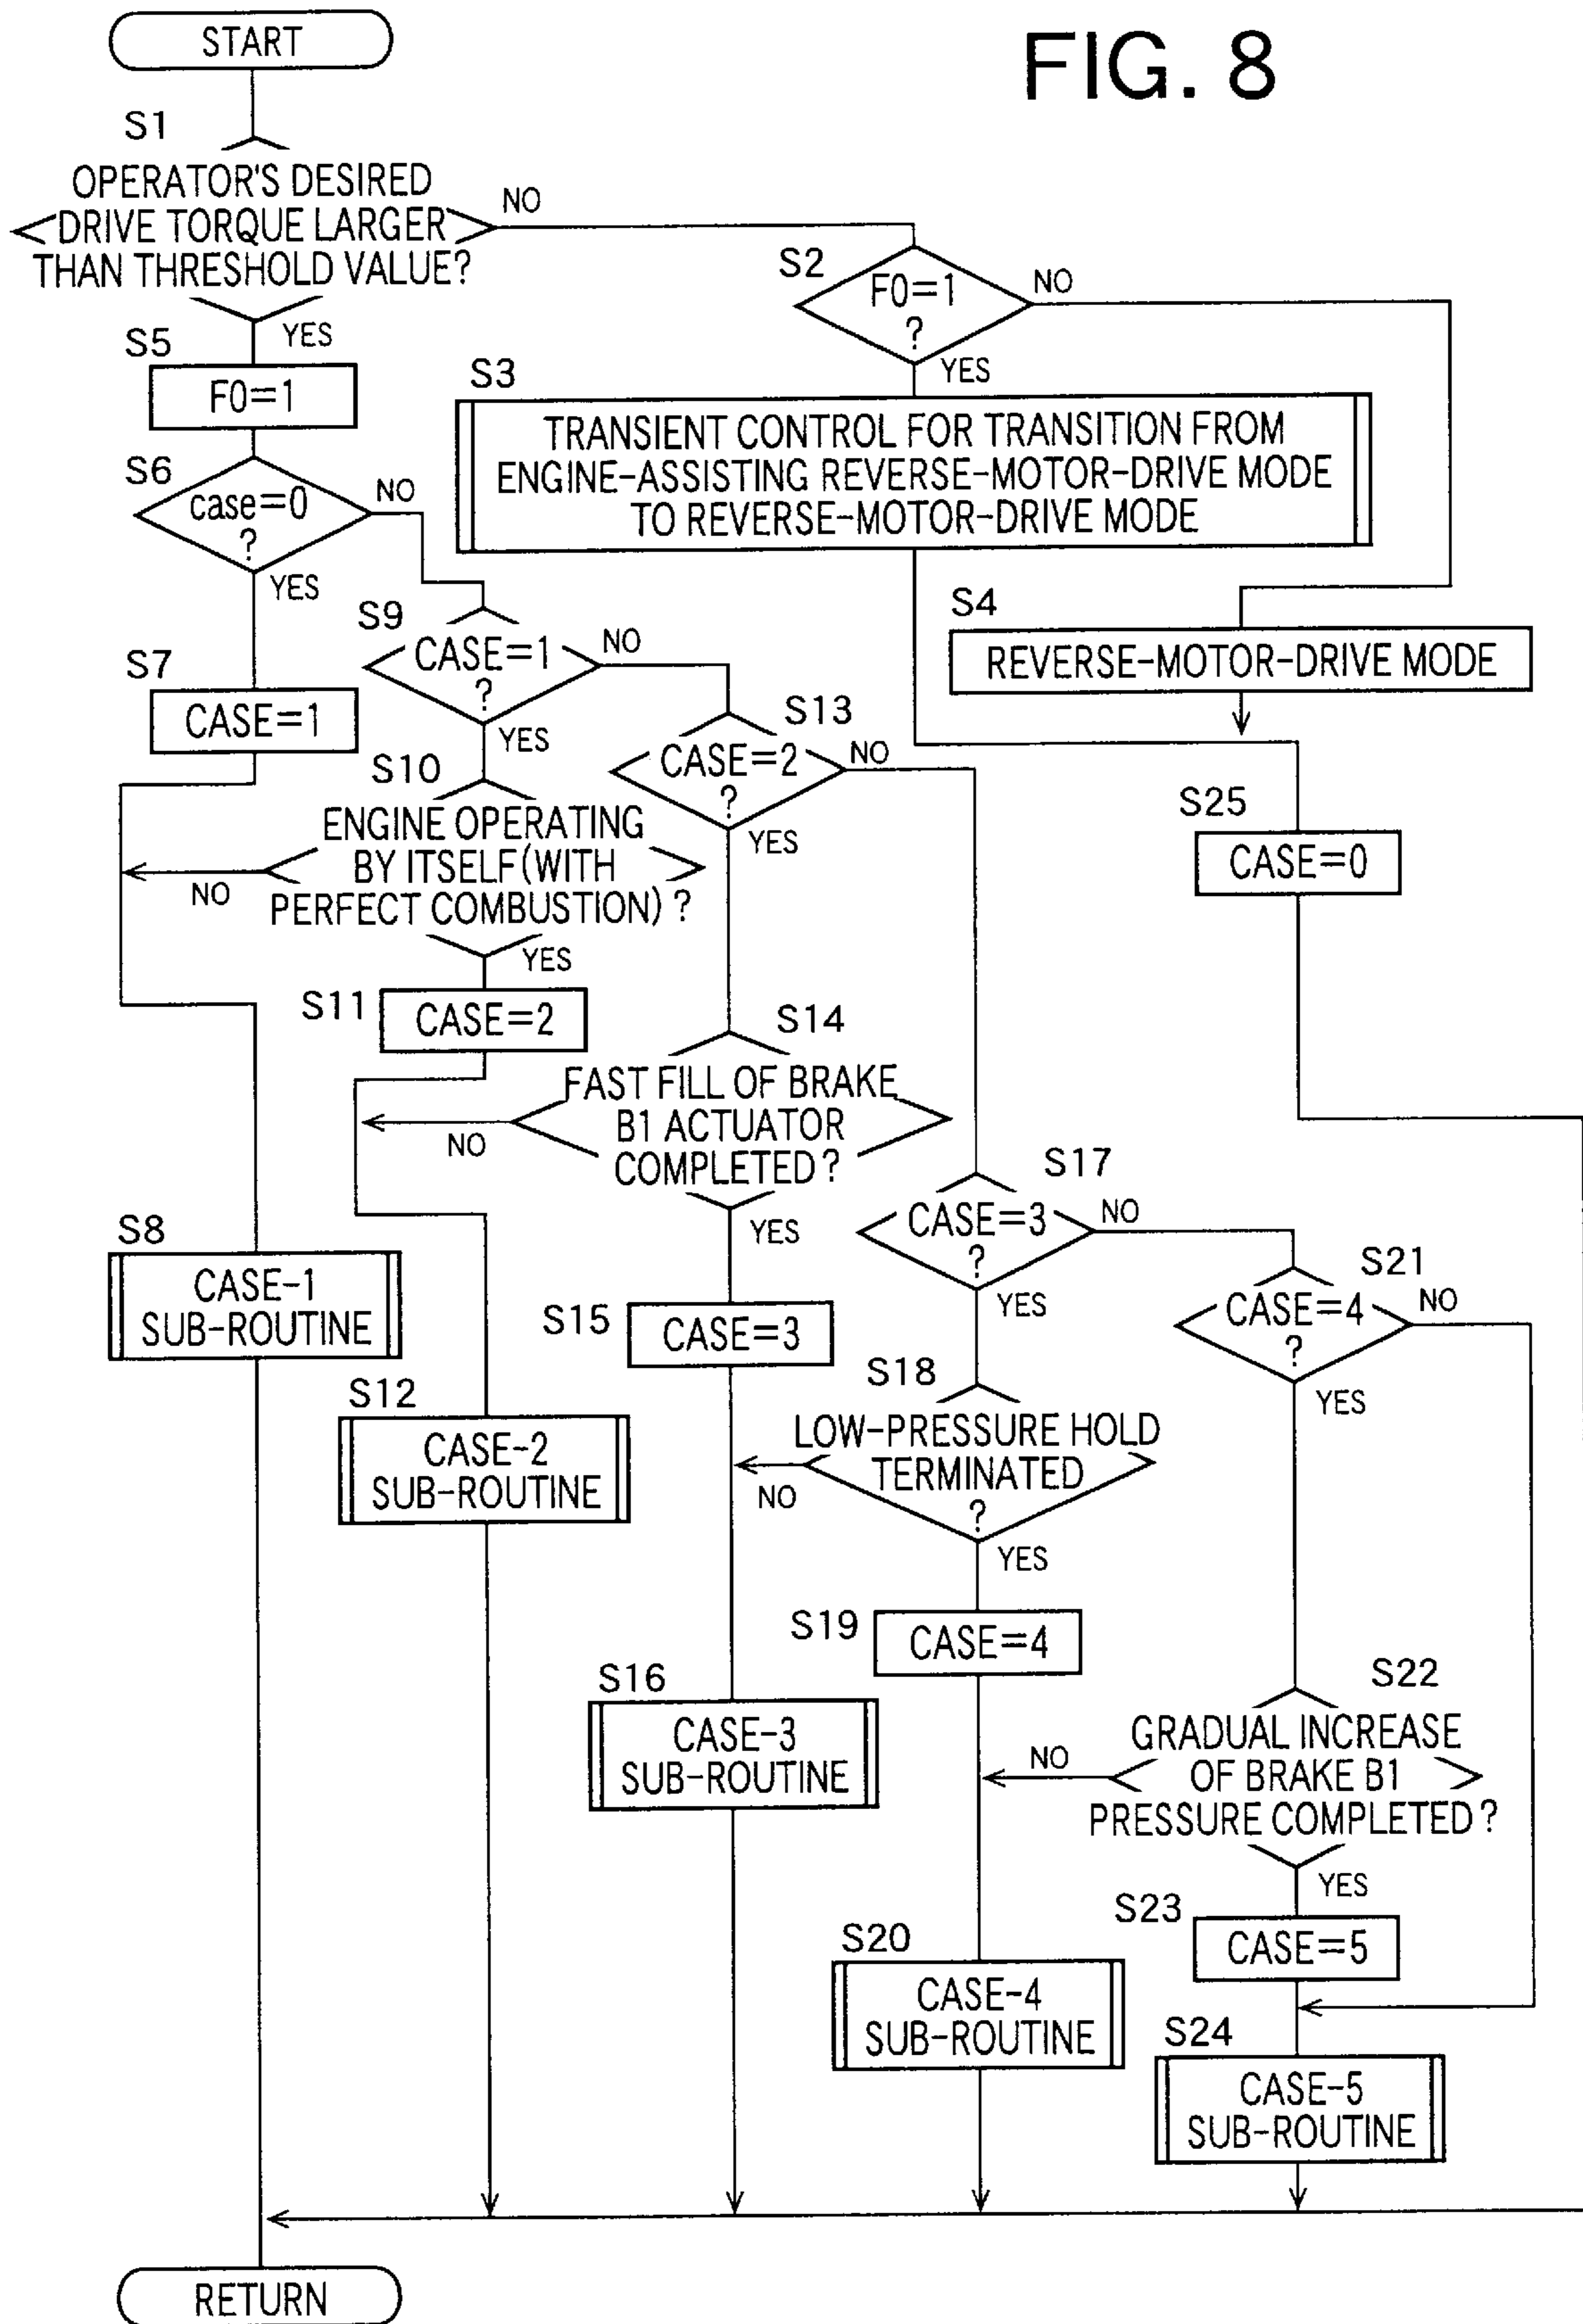 FIG. 8
START
S1
OPERATOR'S DESIRED
DRIVE TORQUE LARGER
THAN THRESHOLD VALUE?
NO
YES
S2
F0=1
?
NO
YES
S3
TRANSIENT CONTROL FOR TRANSITION FROM
ENGINE-ASSISTING REVERSE-MOTOR-DRIVE MODE
TO REVERSE-MOTOR-DRIVE MODE
S4
REVERSE-MOTOR-DRIVE MODE
S5
F0=1
S6
case=0
?
NO
YES
S7
CASE=1
S9
CASE=1
?
NO
YES
S13
CASE=2
?
NO
YES
S10
ENGINE OPERATING
BY ITSELF(WITH
PERFECT COMBUSTION)?
NO
YES
S25
CASE=0
S11
CASE=2
S14
FAST FILL OF BRAKE
B1 ACTUATOR
COMPLETED?
NO
YES
S17
CASE=3
?
NO
YES
S8
CASE-1
SUB-ROUTINE
S15
CASE=3
S21
CASE=4
?
NO
YES
S12
CASE-2
SUB-ROUTINE
S18
LOW-PRESSURE HOLD
TERMINATED
?
NO
YES
S19
CASE=4
S16
CASE-3
SUB-ROUTINE
S22
GRADUAL INCREASE
OF BRAKE B1
PRESSURE COMPLETED?
NO
YES
S23
CASE=5
S20
CASE-4
SUB-ROUTINE
S24
CASE-5
SUB-ROUTINE
RETURN